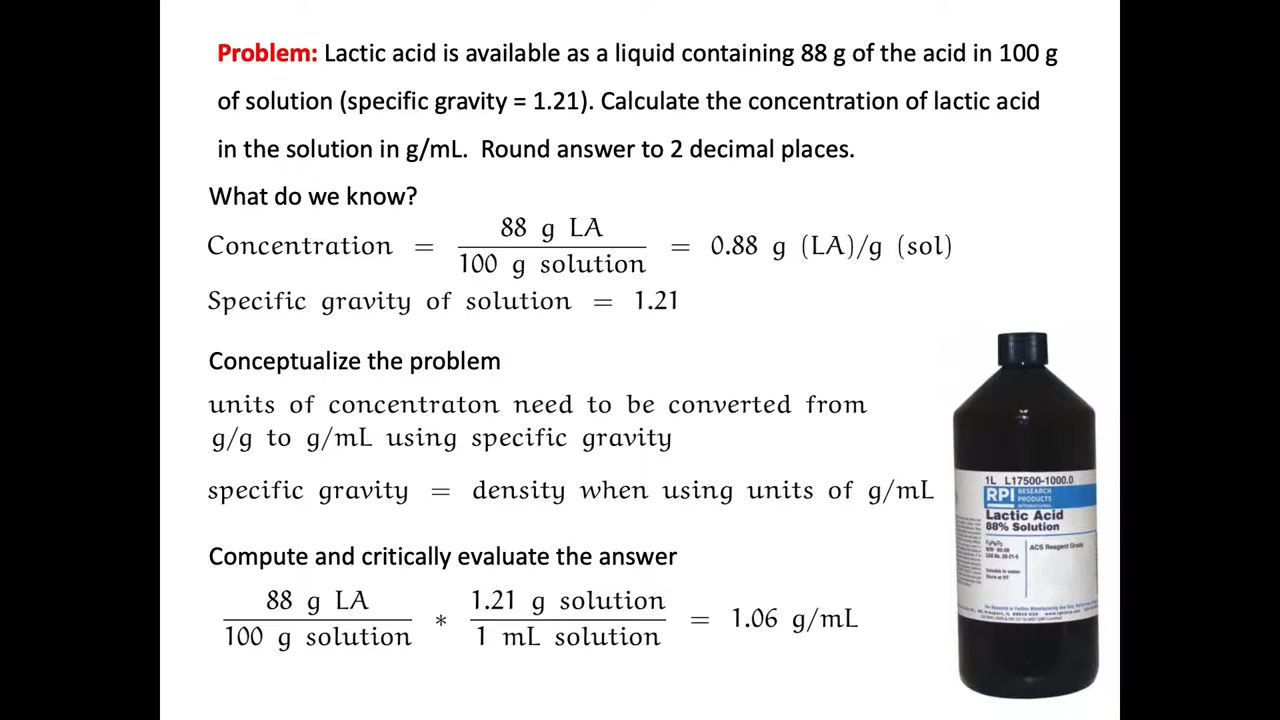 Problem: Lactic acid is available as a liquid containing 88 g of the acid in 100 g
of solution (specific gravity = 1.21). Calculate the concentration of lactic acid
in the solution in g/mL. Round answer to 2 decimal places.
What do we know?
Concentration = 88 g LA / 100 g solution = 0.88 g (LA)/g (sol)
Specific gravity of solution = 1.21
Conceptualize the problem
units of concentraton need to be converted from
g/g to g/mL using specific gravity
specific gravity = density when using units of g/mL
Compute and critically evaluate the answer
88 g LA / 100 g solution * 1.21 g solution / 1 mL solution = 1.06 g/mL
1L L17500-1000.0
RPI RESEARCH
PRODUCTS
INTERNATIONAL
Lactic Acid
88% Solution
ACS Reagent Grade